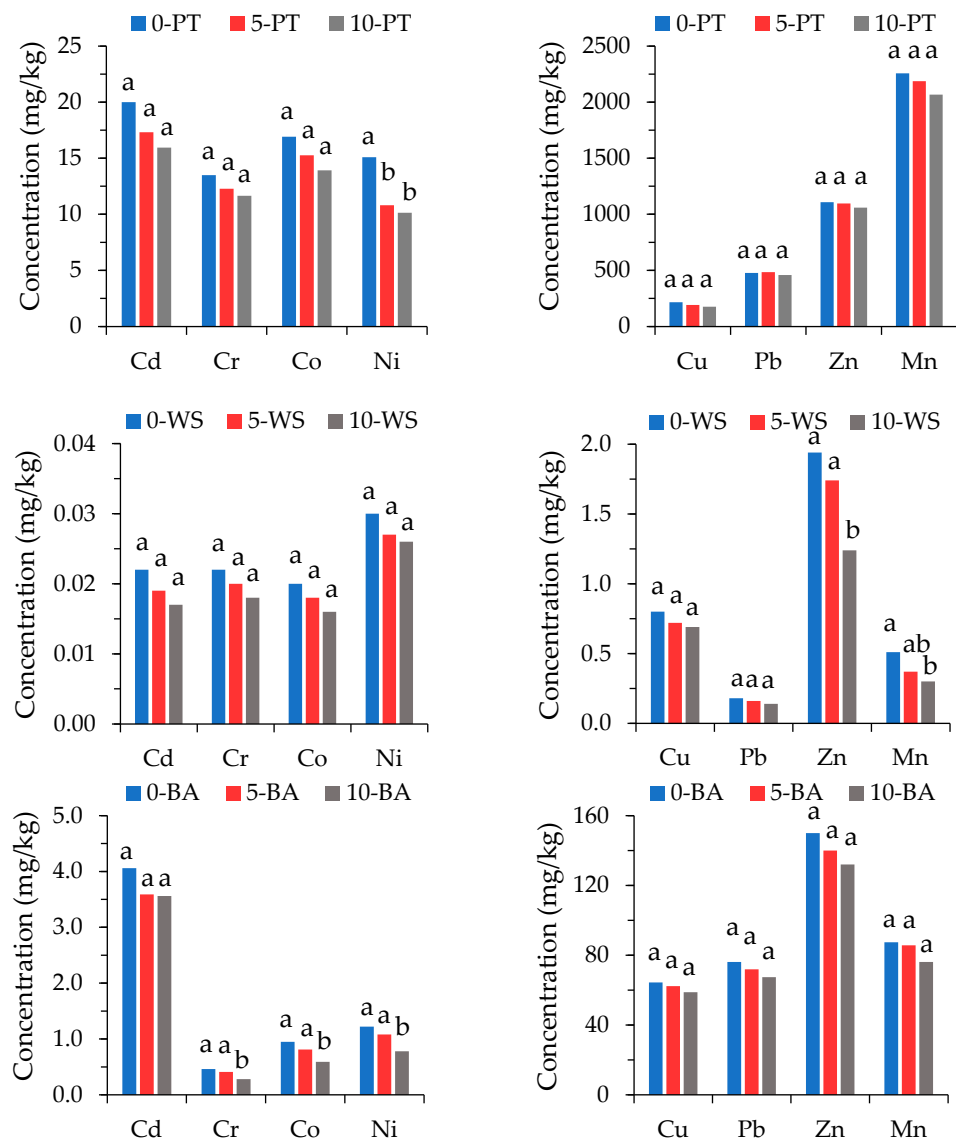 0-PT 5-PT 10-PT
Concentration (mg/kg)
25
20
15
10
5
0
a a a a a a a a a a b b
Cd Cr Co Ni
0-PT 5-PT 10-PT
Concentration (mg/kg)
2500
2000
1500
1000
500
0
a a a a a a a a a a a a
Cu Pb Zn Mn
0-WS 5-WS 10-WS
Concentration (mg/kg)
0.04
0.03
0.02
0.01
0.00
a a a a a a a a a a a a
Cd Cr Co Ni
0-WS 5-WS 10-WS
Concentration (mg/kg)
2.0
1.5
1.0
0.5
0.0
a a a a a a a a b a ab b
Cu Pb Zn Mn
0-BA 5-BA 10-BA
Concentration (mg/kg)
5.0
4.0
3.0
2.0
1.0
0.0
a a a a a b a a b a a b
Cd Cr Co Ni
0-BA 5-BA 10-BA
Concentration (mg/kg)
160
120
80
40
0
a a a a a a a a a a a a
Cu Pb Zn Mn